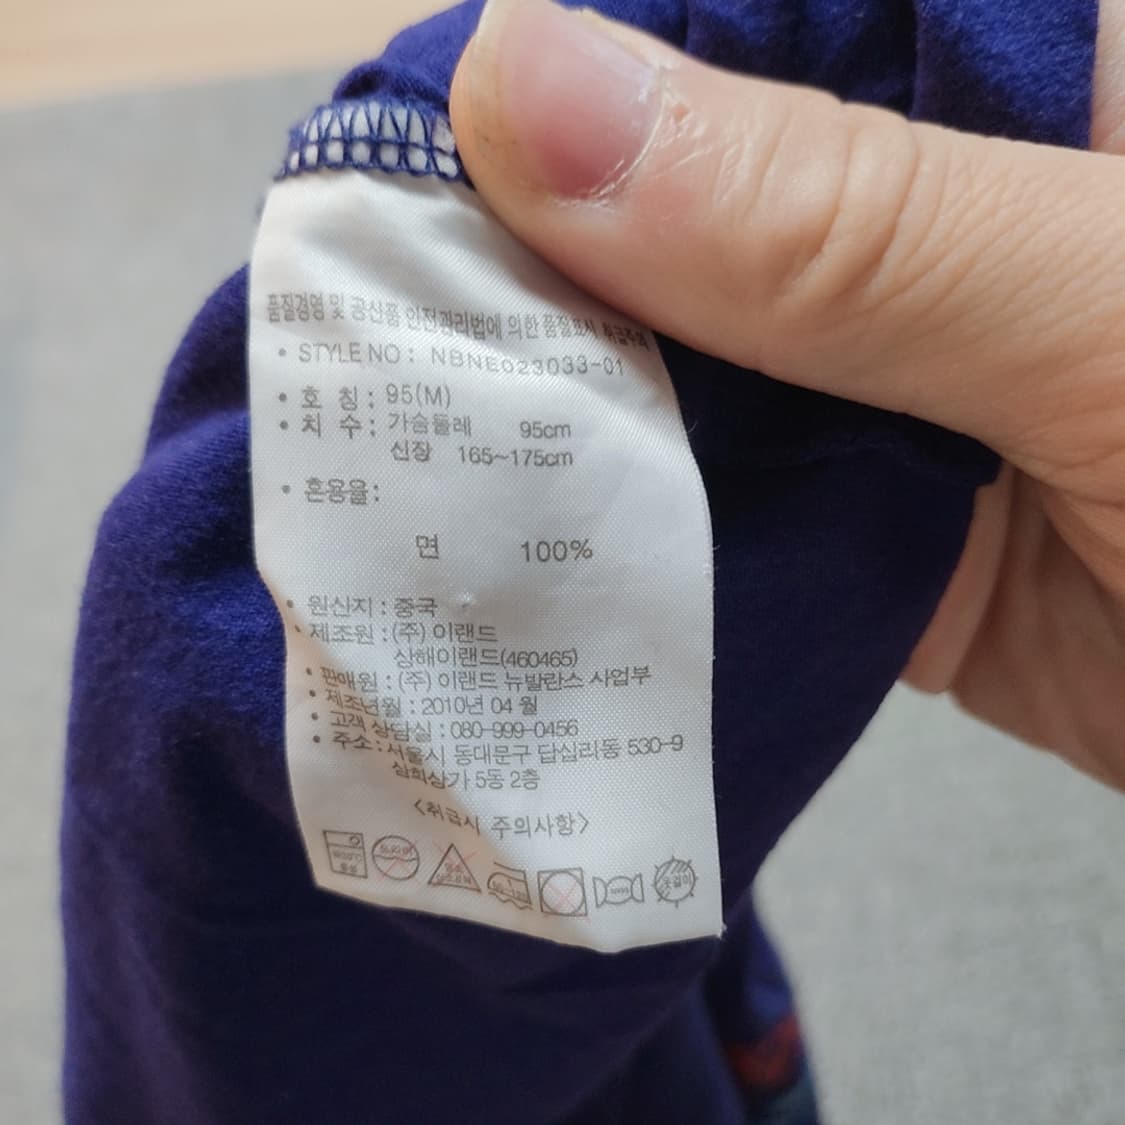 품질경영 및 공산품 안전관리법에 의한 품질표시 취급주의
• STYLE NO : NBNE023033-01
• 호 칭 : 95(M)
• 치 수 : 가슴둘레 95cm
신장 165~175cm
• 혼용율:
면 100%
• 원산지 : 중국
• 제조원 : (주) 이랜드
상해이랜드(460465)
• 판매원 : (주) 이랜드 뉴발란스 사업부
• 제조년월 : 2010년 04 월
• 고객 상담실 : 080-999-0456
• 주소 : 서울시 동대문구 답십리동 530-9
삼희상가 5동 2층
<취급시 주의사항>
옷걸이